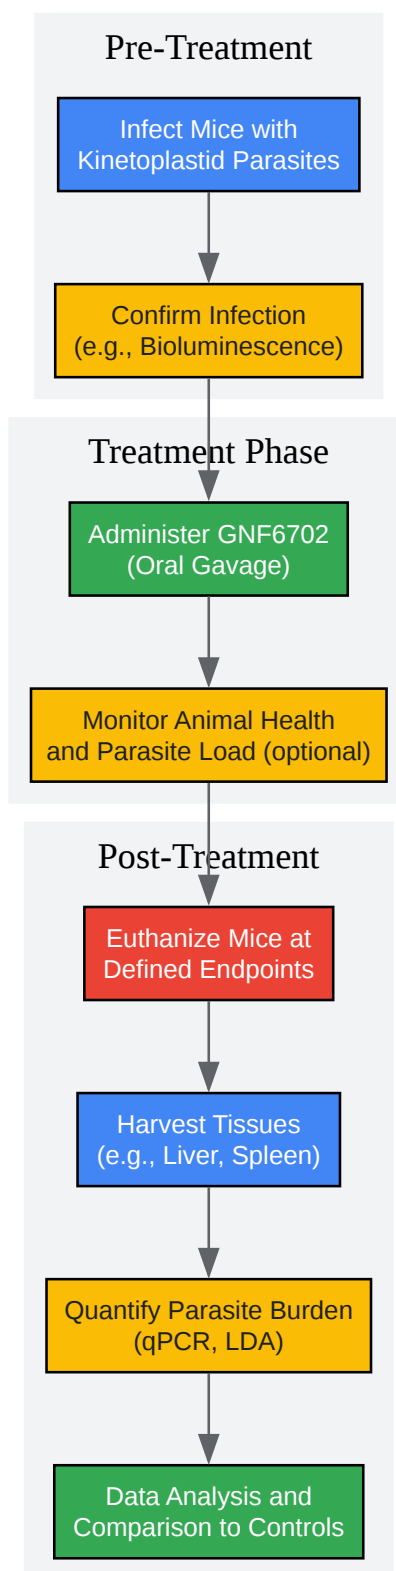 Pre-Treatment
Infect Mice with
Kinetoplastid Parasites
Confirm Infection
(e.g., Bioluminescence)
Treatment Phase
Administer GNF6702
(Oral Gavage)
Monitor Animal Health
and Parasite Load (optional)
Post-Treatment
Euthanize Mice at
Defined Endpoints
Harvest Tissues
(e.g., Liver, Spleen)
Quantify Parasite Burden
(qPCR, LDA)
Data Analysis and
Comparison to Controls